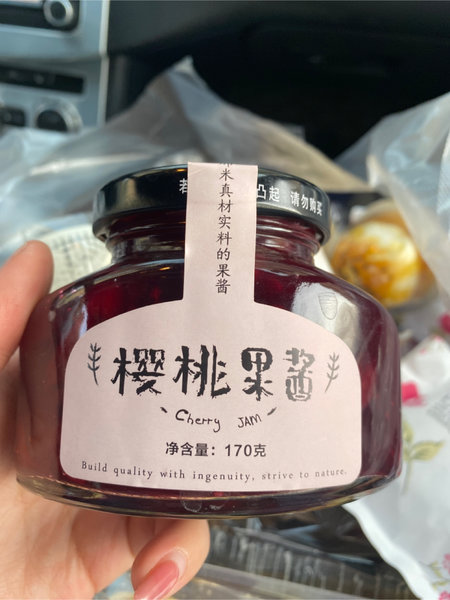 凸起 请勿购买
米真材实料的果酱
樱桃果酱
Cherry JAM
净含量：170克
Build quality with ingenuity, strive to nature.